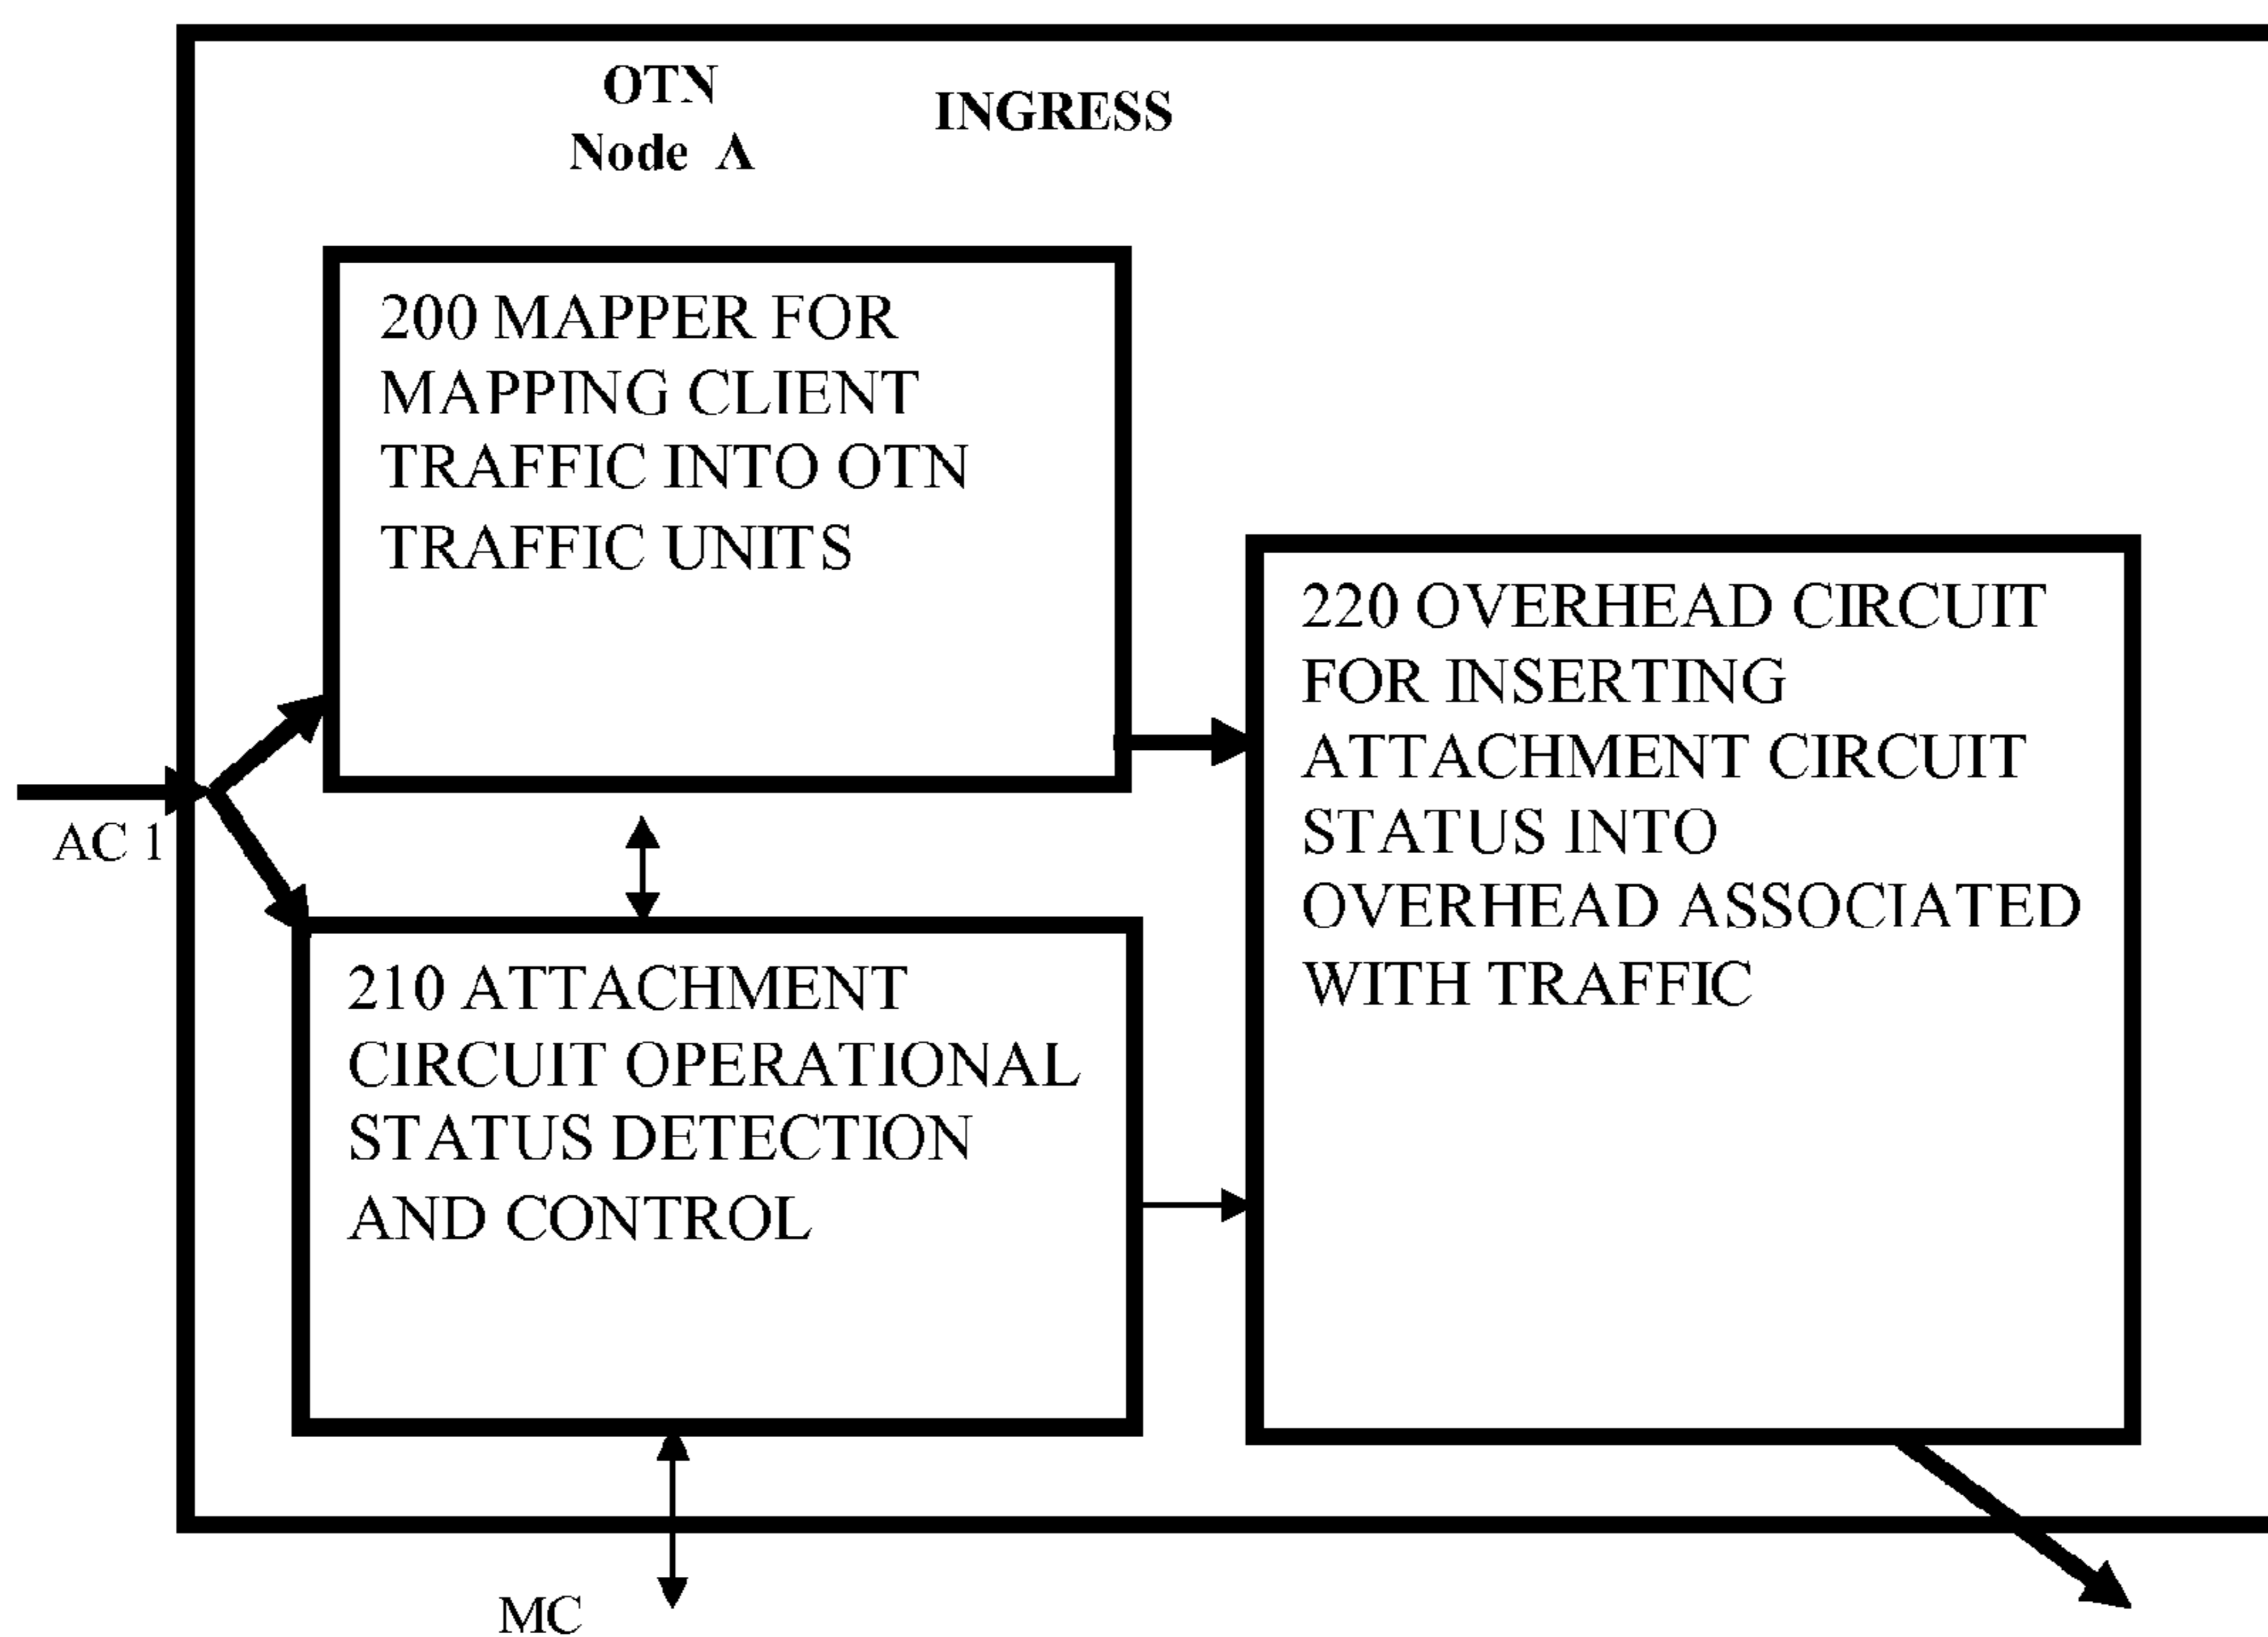 OTN
Node A
INGRESS
200 MAPPER FOR
MAPPING CLIENT
TRAFFIC INTO OTN
TRAFFIC UNITS
220 OVERHEAD CIRCUIT
FOR INSERTING
ATTACHMENT CIRCUIT
STATUS INTO
OVERHEAD ASSOCIATED
WITH TRAFFIC
AC 1
210 ATTACHMENT
CIRCUIT OPERATIONAL
STATUS DETECTION
AND CONTROL
MC